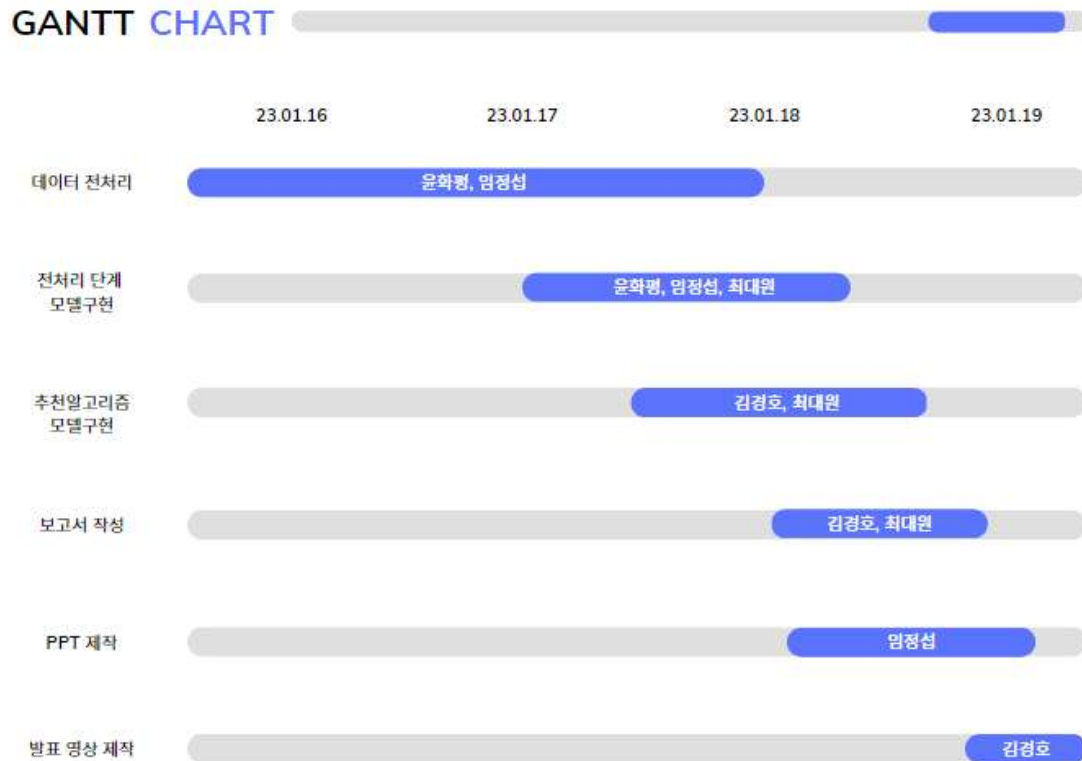 GANTT CHART
23.01.16 23.01.17 23.01.18 23.01.19
데이터 전처리 윤화평, 임정섭
전처리 단계
모델구현
윤화평, 임정섭, 최대원
추천알고리즘
모델구현
김경호, 최대원
보고서 작성 김경호, 최대원
PPT 제작 임정섭
발표 영상 제작 김경호